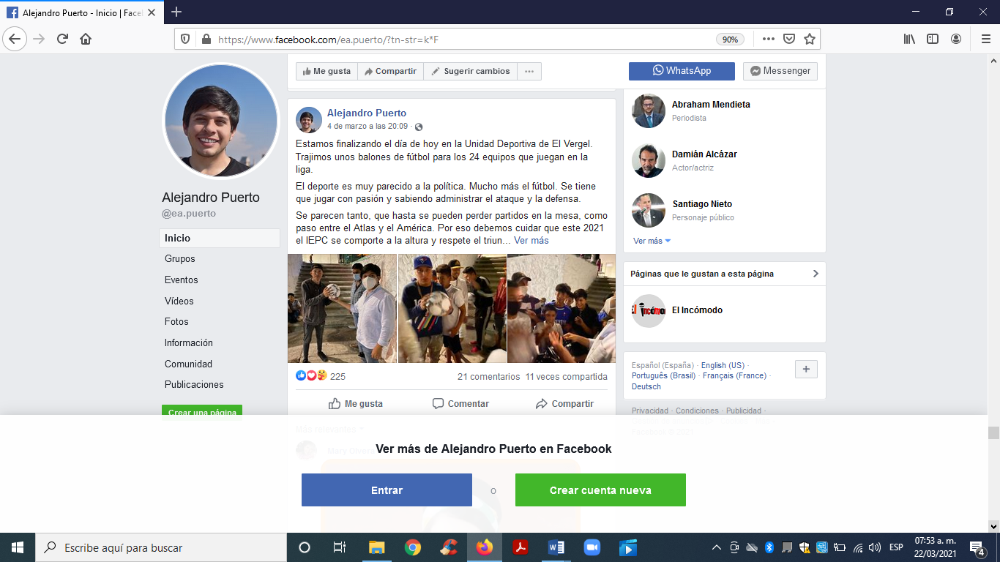 Alejandro Puerto - Inicio | Face
https://www.facebook.com/ea.puerto/?tn-str=k*F
90%
Me gusta
Compartir
Sugerir cambios
WhatsApp
Messenger
Alejandro Puerto
@ea.puerto
Inicio
Grupos
Eventos
Vídeos
Fotos
Información
Comunidad
Publicaciones
Crear una página
Alejandro Puerto
4 de marzo a las 20:09 ·
Estamos finalizando el día de hoy en la Unidad Deportiva de El Vergel.
Trajimos unos balones de fútbol para los 24 equipos que juegan en la
liga.
El deporte es muy parecido a la política. Mucho más el fútbol. Se tiene
que jugar con pasión y sabiendo administrar el ataque y la defensa.
Se parecen tanto, que hasta se pueden perder partidos en la mesa, como
paso entre el Atlas y el América. Por eso debemos cuidar que este 2021
el IEPC se comporte a la altura y respete el triun... Ver más
225
21 comentarios 11 veces compartida
Me gusta
Comentar
Compartir
Más relevantes
Abraham Mendieta
Periodista
Damián Alcázar
Actor/actriz
Santiago Nieto
Personaje público
Ver más
Páginas que le gustan a esta página
El Incómodo
Español (España) · English (US) ·
Português (Brasil) · Français (France) ·
Deutsch
Privacidad · Condiciones · Publicidad ·
Ver más de Alejandro Puerto en Facebook
Entrar
o
Crear cuenta nueva
Escribe aquí para buscar
ESP
07:53 a. m.
22/03/2021
4